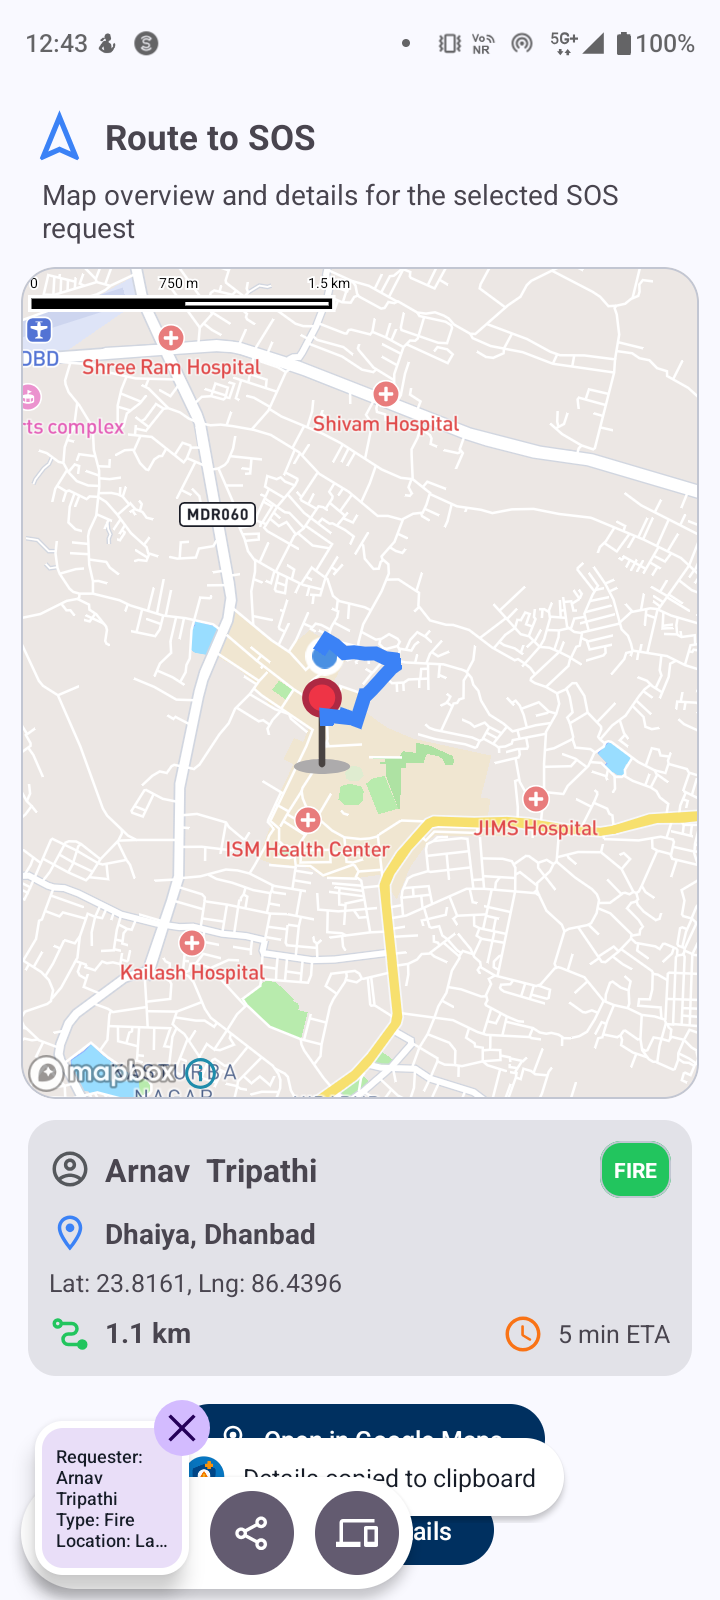 12:43
Vo))
NR
5G+
100%
Route to SOS
Map overview and details for the selected SOS
request
0 750 m 1.5 km
DBD
Shree Ram Hospital
Shivam Hospital
rts complex
MDR060
ISM Health Center
JIMS Hospital
Kailash Hospital
mapbox
NAGAR
Arnav Tripathi
FIRE
Dhaiya, Dhanbad
Lat: 23.8161, Lng: 86.4396
1.1 km
5 min ETA
Open in Google Maps
Details copied to clipboard
ails
Requester:
Arnav
Tripathi
Type: Fire
Location: La...